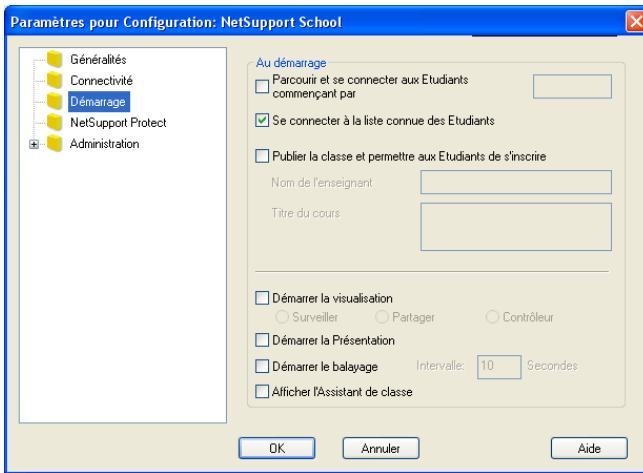 Paramètres pour Configuration: NetSupport School
Généralités
Connectivité
Démarrage
NetSupport Protect
Administration
Au démarrage
Parcourir et se connecter aux Etudiants
commençant par
Se connecter à la liste connue des Etudiants
Publier la classe et permettre aux Etudiants de s'inscrire
Nom de l'enseignant
Titre du cours
Démarrer la visualisation
Surveiller Partager Contrôleur
Démarrer la Présentation
Démarrer le balayage Intervalle: 10 Secondes
Afficher l'Assistant de classe
OK Annuler Aide